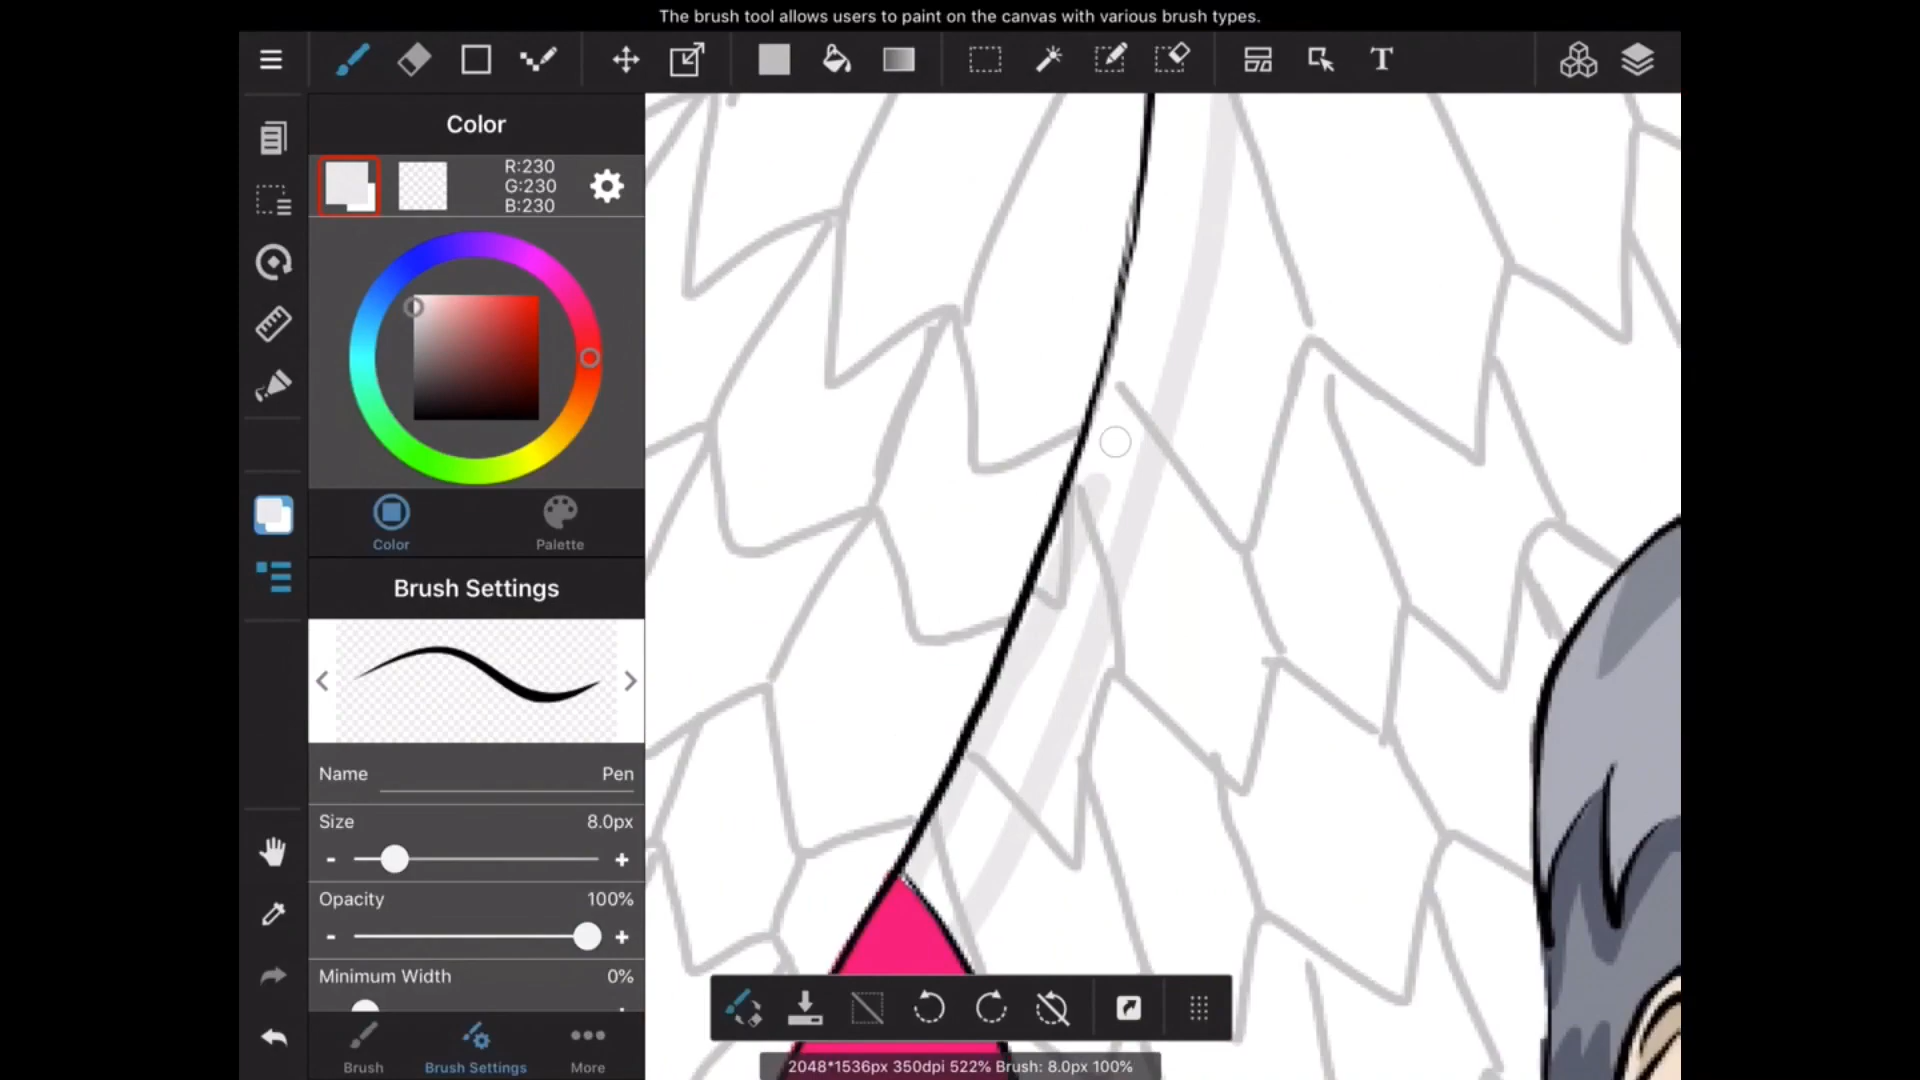 The brush tool allows users to paint on the canvas with various brush types.
T
Color
R:230
G:230
B:230
Color
Palette
Brush Settings
Name
Pen
Size
8.0px
-
+
Opacity
100%
-
+
Minimum Width
0%
Brush
Brush Settings
More
2048*1536px 350dpi 522% Brush: 8.0px 100%